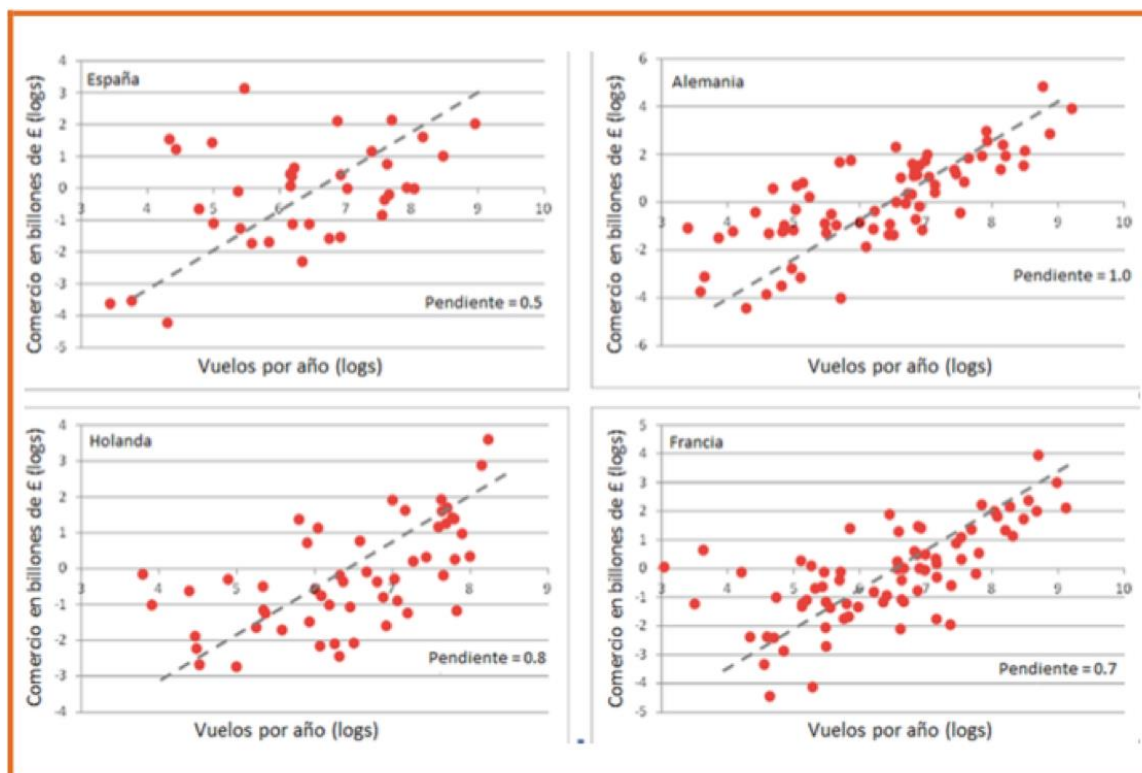 España
Comercio en billones de £ (logs)
4
3
2
1
0
-1
-2
-3
-4
-5
3 4 5 6 7 8 9 10
Pendiente = 0.5
Vuelos por año (logs)
Alemania
Comercio en billones de £ (logs)
6
4
2
0
-2
-4
-6
3 4 5 6 7 8 9 10
Pendiente = 1.0
Vuelos por año (logs)
Holanda
Comercio en billones de £ (logs)
4
3
2
1
0
-1
-2
-3
-4
3 4 5 6 7 8 9
Pendiente = 0.8
Vuelos por año (logs)
Francia
Comercio en billones de £ (logs)
5
4
3
2
1
0
-1
-2
-3
-4
-5
3 4 5 6 7 8 9 10
Pendiente = 0.7
Vuelos por año (logs)